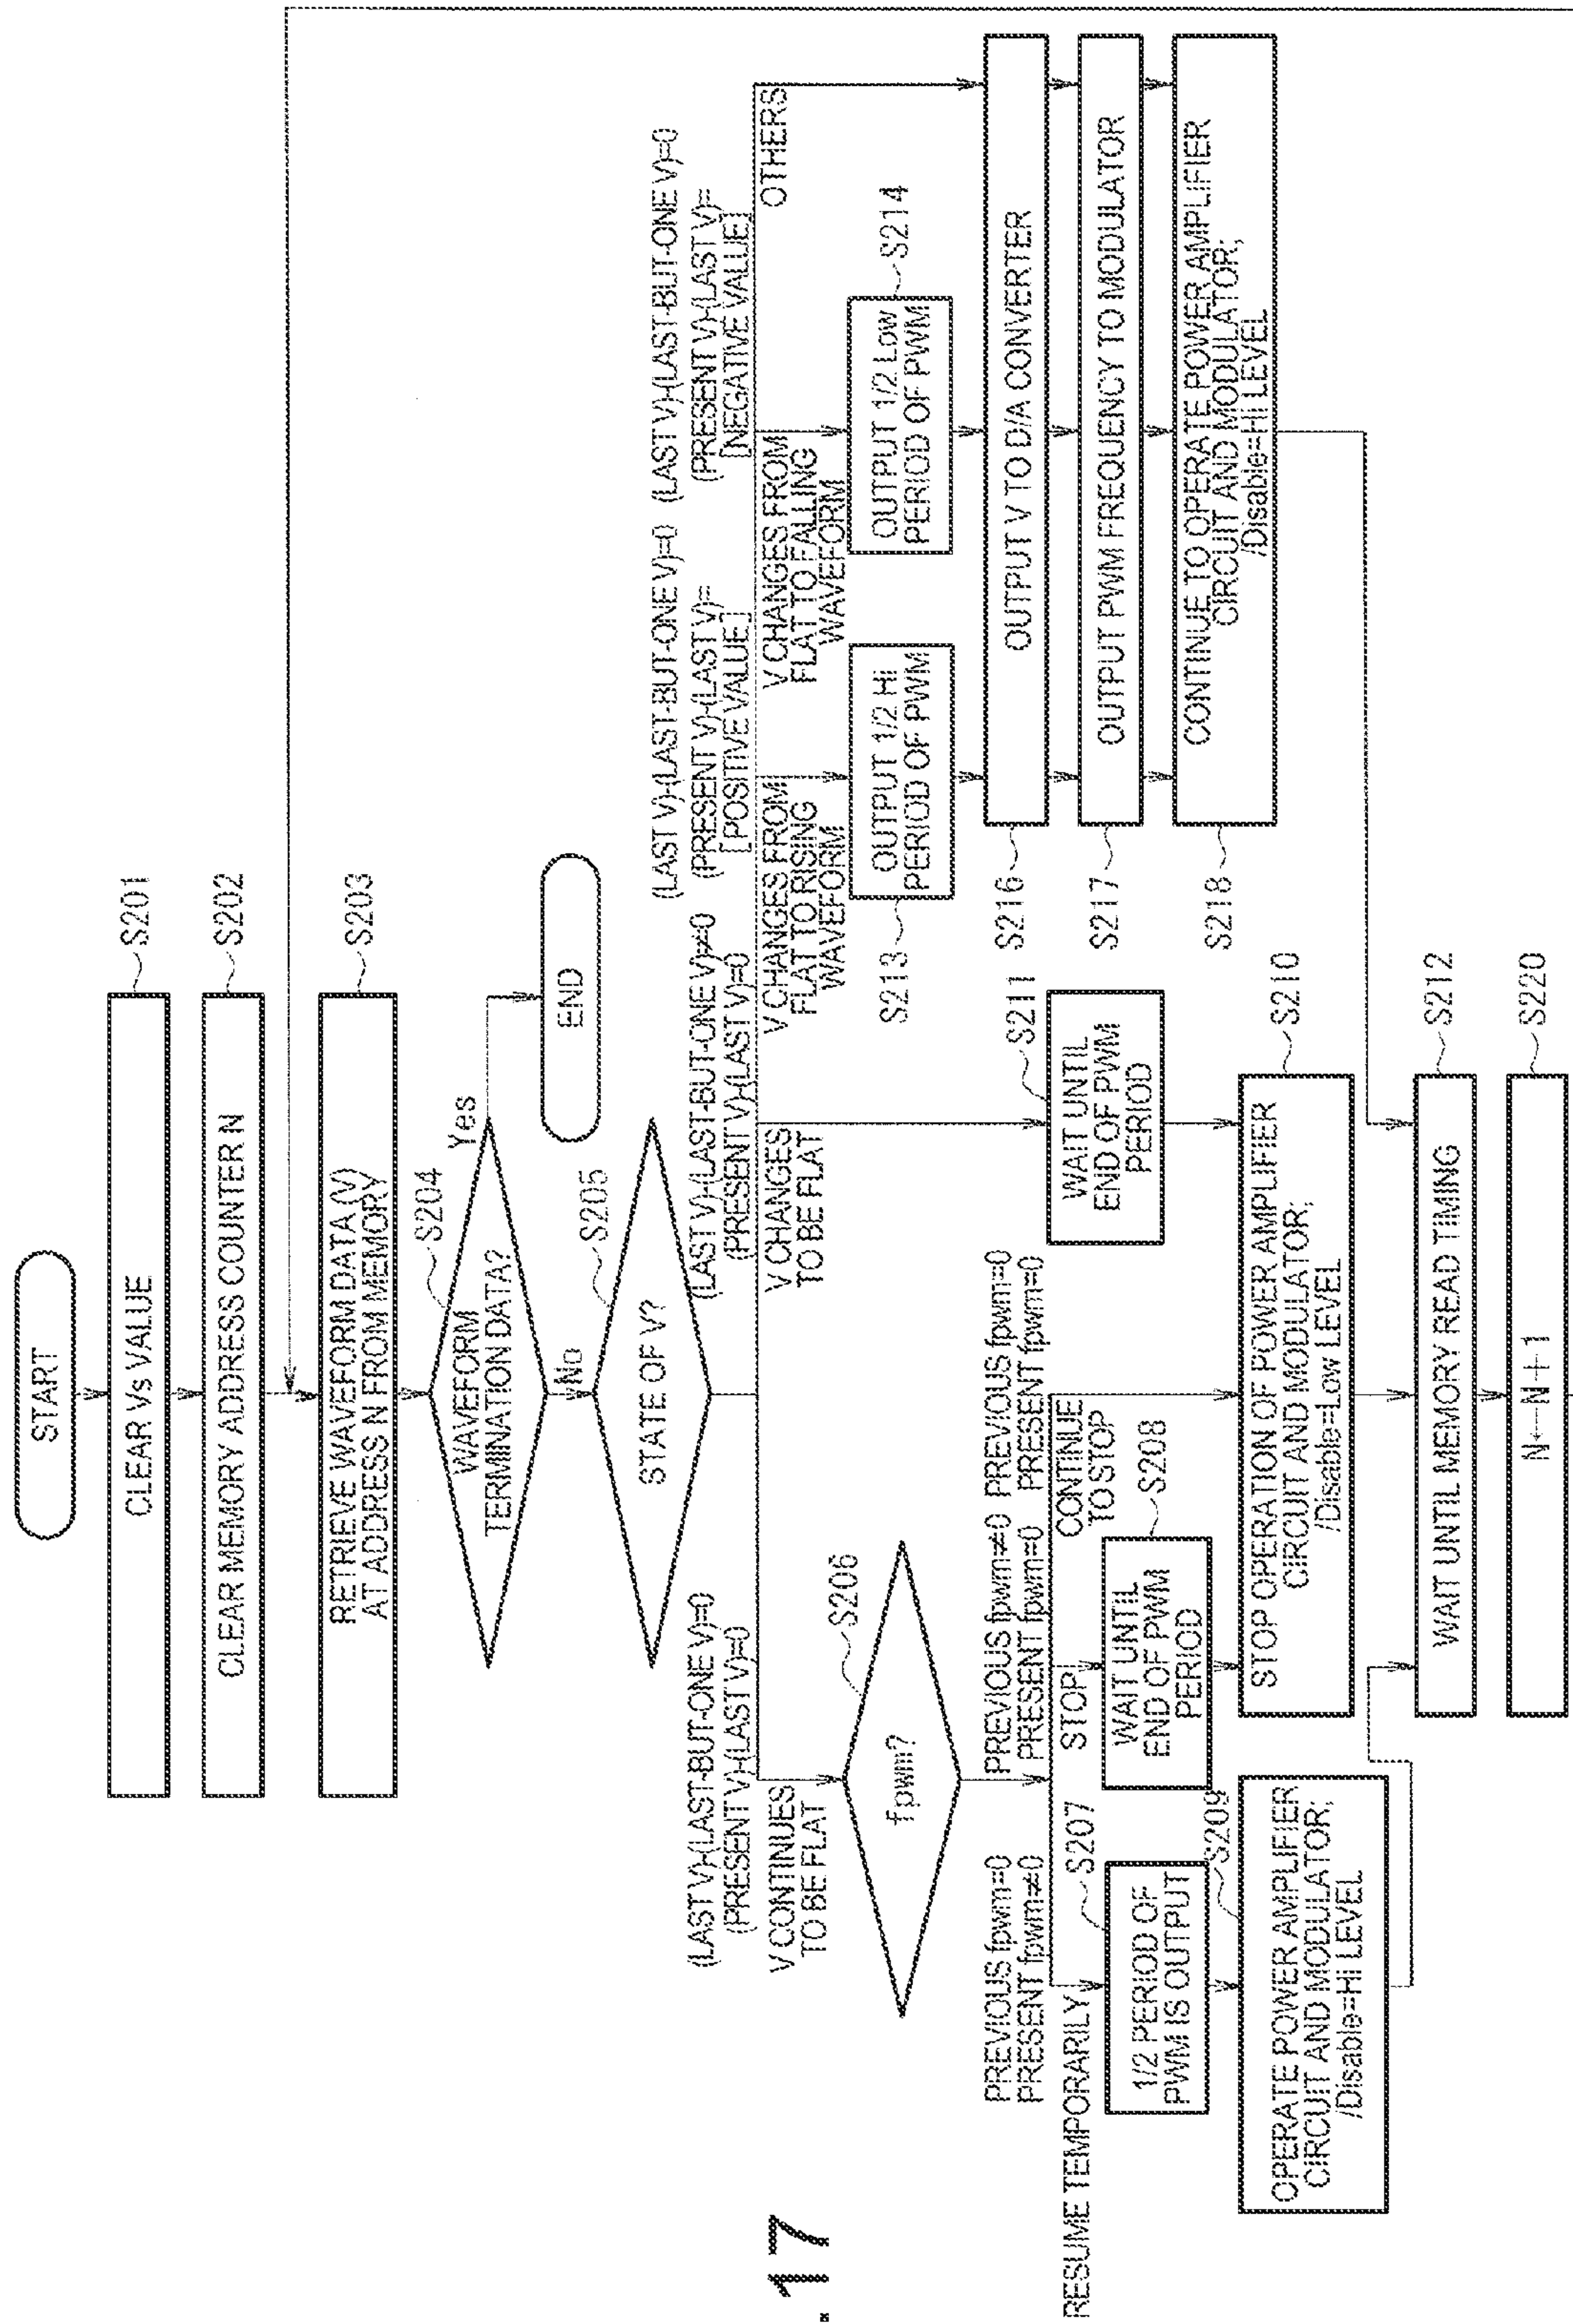 .17
START
CLEAR Vs VALUE
S201
CLEAR MEMORY ADDRESS COUNTER N
S202
RETRIEVE WAVEFORM DATA (V)
AT ADDRESS N FROM MEMORY
S203
WAVEFORM
TERMINATION DATA?
S204
Yes
END
No
STATE OF V?
S205
(LAST V)-(LAST-BUT-ONE V)=0
(PRESENT V)-(LAST V)=0
V CONTINUES
TO BE FLAT
(LAST V)-(LAST-BUT-ONE V)≠0
(PRESENT V)-(LAST V)=0
V CHANGES
TO BE FLAT
(LAST V)-(LAST-BUT-ONE V)=0
(PRESENT V)-(LAST V)=
[POSITIVE VALUE]
V CHANGES FROM
FLAT TO RISING
WAVEFORM
(LAST V)-(LAST-BUT-ONE V)=0
(PRESENT V)-(LAST V)=
[NEGATIVE VALUE]
V CHANGES FROM
FLAT TO FALLING
WAVEFORM
OTHERS
fpwm?
S206
PREVIOUS fpwm=0
PRESENT fpwm≠0
RESUME TEMPORARILY
PREVIOUS fpwm≠0
PRESENT fpwm=0
STOP
PREVIOUS fpwm=0
PRESENT fpwm=0
CONTINUE
TO STOP
1/2 PERIOD OF
PWM IS OUTPUT
S207
WAIT UNTIL
END OF PWM
PERIOD
S208
WAIT UNTIL
END OF PWM
PERIOD
S211
OUTPUT 1/2 Hi
PERIOD OF PWM
S213
OUTPUT 1/2 Low
PERIOD OF PWM
S214
OUTPUT V TO D/A CONVERTER
S216
OUTPUT PWM FREQUENCY TO MODULATOR
S217
CONTINUE TO OPERATE POWER AMPLIFIER
CIRCUIT AND MODULATOR;
/Disable=Hi LEVEL
S218
OPERATE POWER AMPLIFIER
CIRCUIT AND MODULATOR;
/Disable=Hi LEVEL
S209
STOP OPERATION OF POWER AMPLIFIER
CIRCUIT AND MODULATOR;
/Disable=Low LEVEL
S210
WAIT UNTIL MEMORY READ TIMING
S212
N←N+1
S220